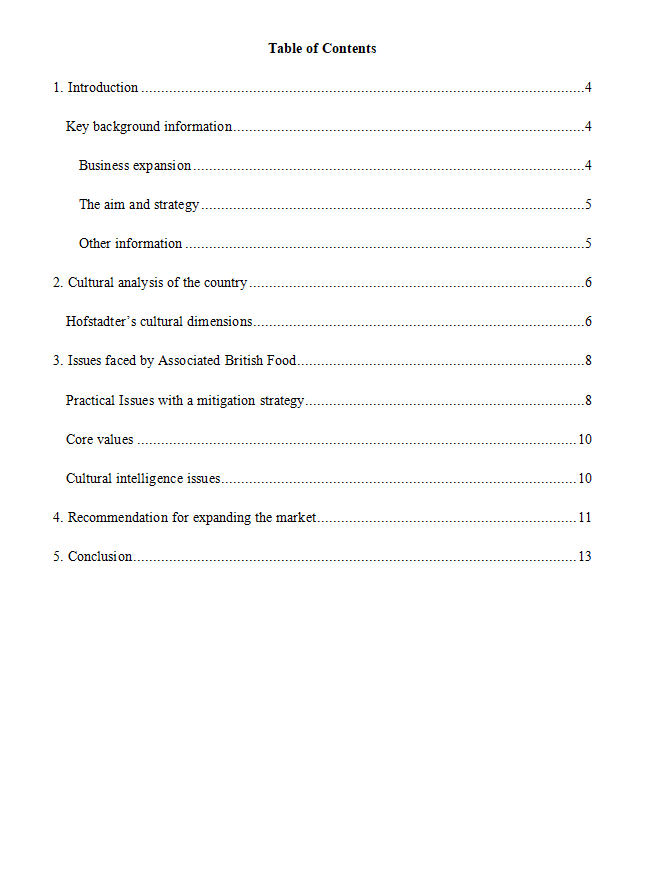 Table of Contents
1. Introduction ........................................................................................................4
Key background information........................................................................................4
Business expansion ..................................................................................................4
The aim and strategy ................................................................................................5
Other information ....................................................................................................5
2. Cultural analysis of the country ...................................................................................6
Hofstadter’s cultural dimensions...................................................................................6
3. Issues faced by Associated British Food.......................................................................8
Practical Issues with a mitigation strategy......................................................................8
Core values ............................................................................................................10
Cultural intelligence issues.........................................................................................10
4. Recommendation for expanding the market.................................................................11
5. Conclusion............................................................................................................13